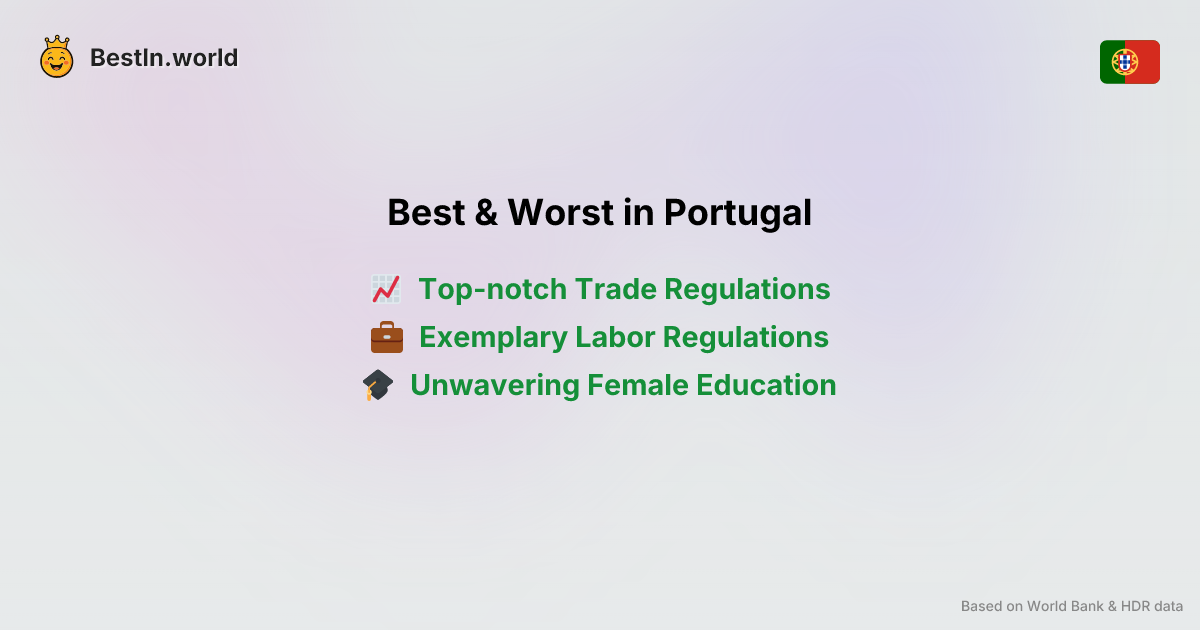 BestIn.world
Best & Worst in Portugal
Top-notch Trade Regulations
Exemplary Labor Regulations
Unwavering Female Education
Based on World Bank & HDR data